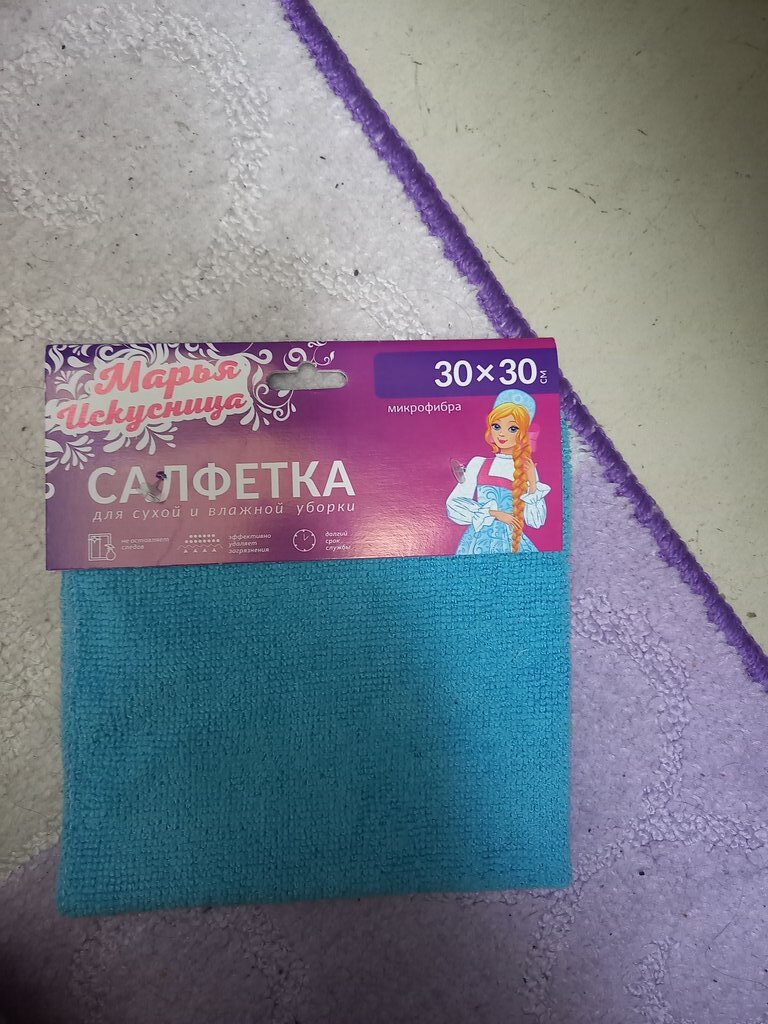 Марья
Искусница
30×30 см
микрофибра
САЛФЕТКА
для сухой и влажной уборки
не оставляет
следов
эффективно
удаляет
загрязнения
долгий
срок
службы